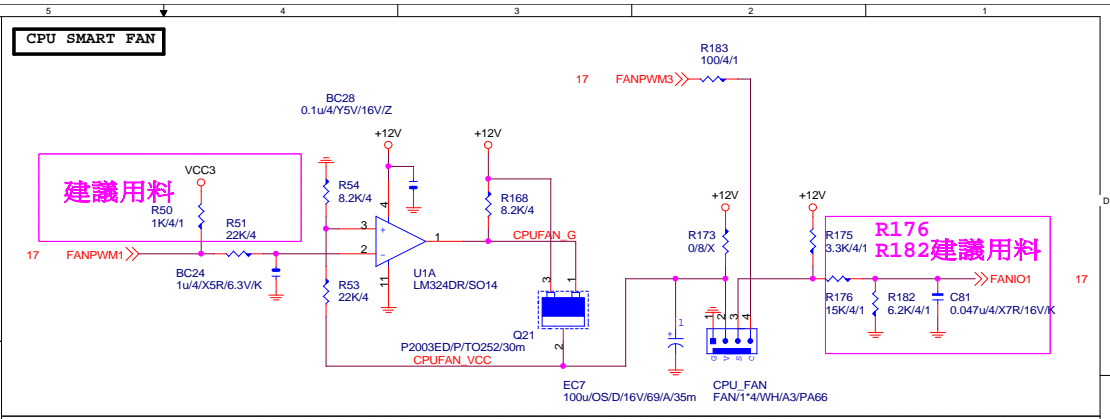 5 4 3 2 1
CPU SMART FAN
R183
100/4/1
17 FANPWM3
BC28
0.1u/4/Y5V/16V/Z
+12V
+12V
建議用料
VCC3
R50
1K/4/1
R51
22K/4
17 FANPWM1
BC24
1u/4/X5R/6.3V/K
R54
8.2K/4
R53
22K/4
4
3
+
2
-
1
11
U1A
LM324DR/SO14
R168
8.2K/4
CPUFAN_G
3
1
2
Q21
P2003ED/P/TO252/30m
CPUFAN_VCC
+12V
R173
0/8/X
+12V
R175
3.3K/4/1
R176
R182建議用料
FANIO1 17
R176
15K/4/1
R182
6.2K/4/1
C81
0.047u/4/X7R/16V/K
+
1
EC7
100u/OS/D/16V/69/A/35m
1 2 3 4
G V S C
CPU_FAN
FAN/1*4/WH/A3/PA66
D